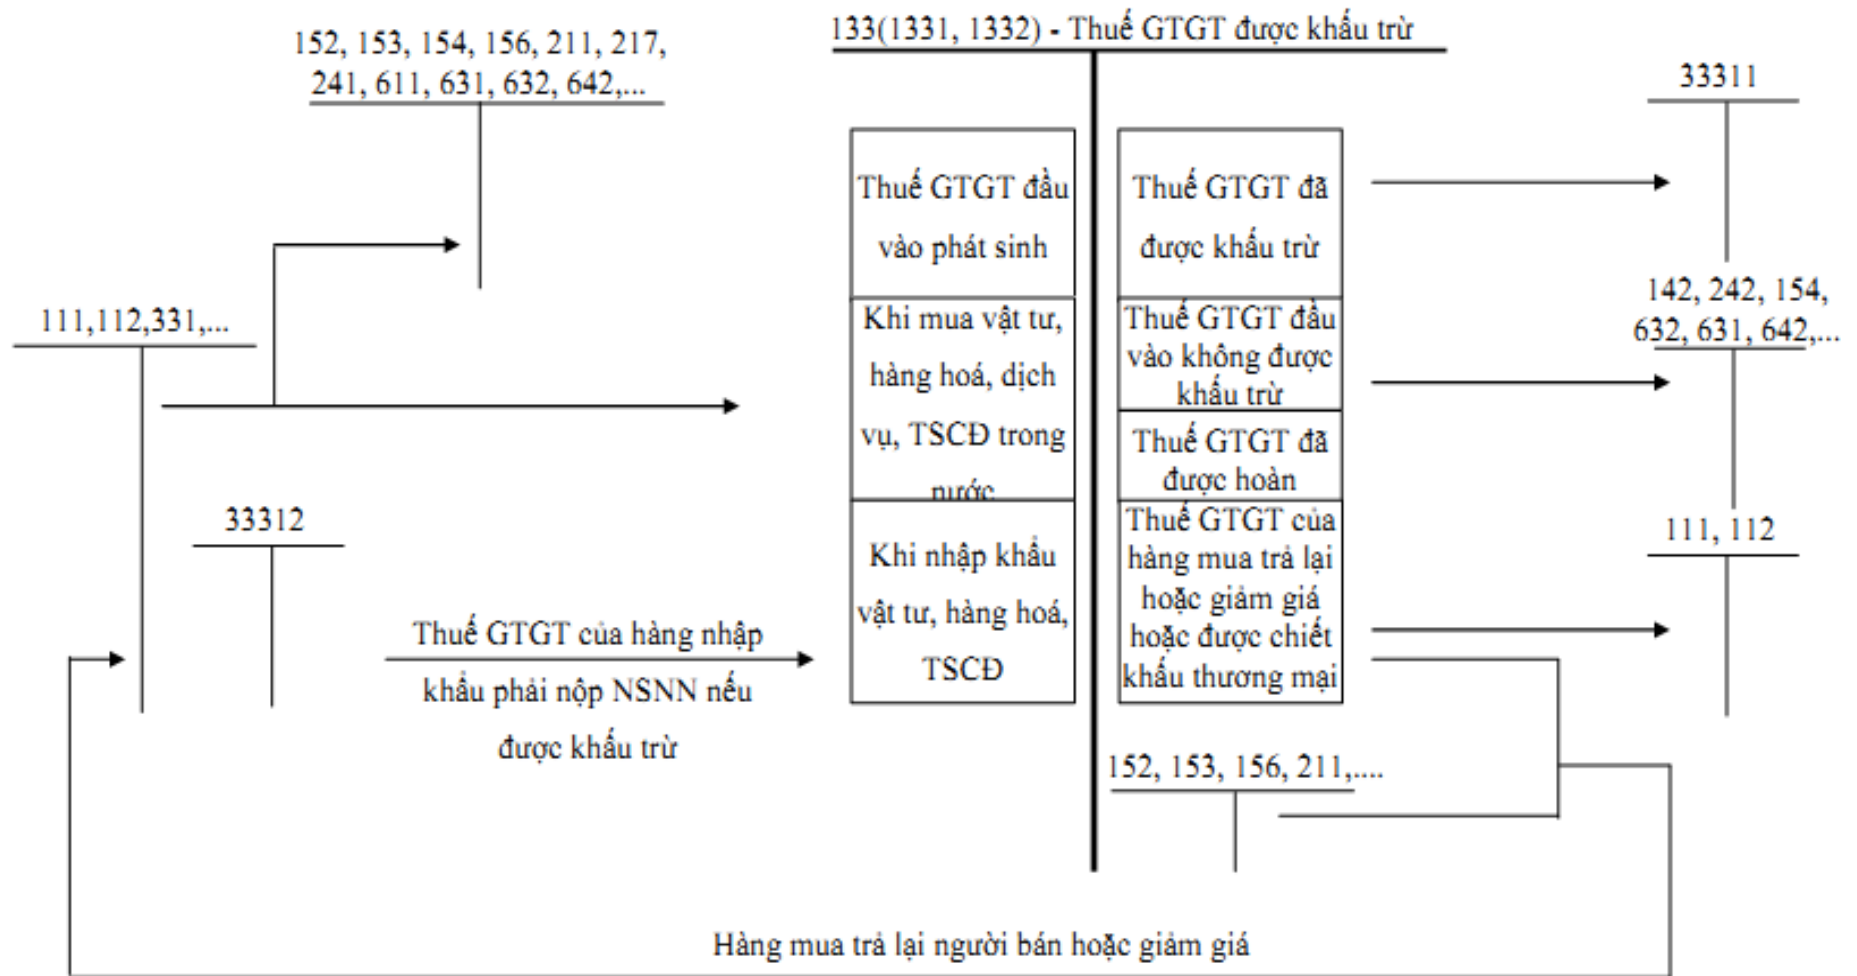 133(1331, 1332) - Thuế GTGT được khấu trừ
152, 153, 154, 156, 211, 217,
241, 611, 631, 632, 642,...
33311
Thuế GTGT đầu
vào phát sinh
Thuế GTGT đã
được khấu trừ
111,112,331,...
142, 242, 154,
632, 631, 642,...
Khi mua vật tư,
hàng hoá, dịch
vụ, TSCĐ trong
nước
Thuế GTGT đầu
vào không được
khấu trừ
Thuế GTGT đã
được hoàn
33312
111, 112
Thuế GTGT của hàng nhập
khẩu phải nộp NSNN nếu
được khấu trừ
Khi nhập khẩu
vật tư, hàng hoá,
TSCĐ
Thuế GTGT của
hàng mua trả lại
hoặc giảm giá
hoặc được chiết
khấu thương mại
152, 153, 156, 211,....
Hàng mua trả lại người bán hoặc giảm giá